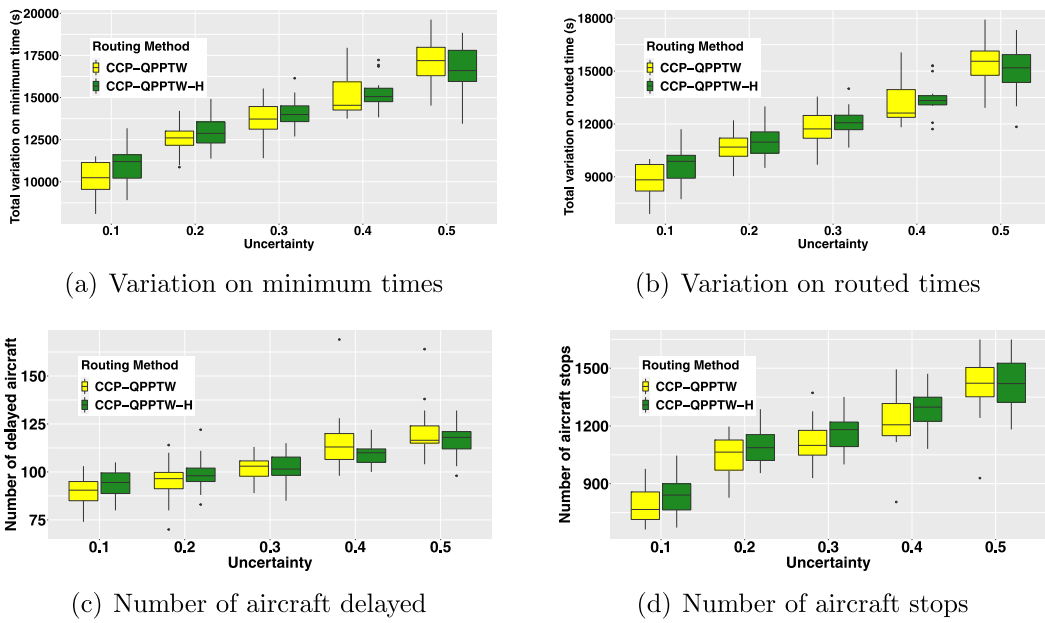 Total variation on minimum time (s)
20000
17500
15000
12500
10000
Routing Method
CCP−QPPTW
CCP−QPPTW−H
0.1 0.2 0.3 0.4 0.5
Uncertainty
(a) Variation on minimum times
Total variation on routed time (s)
18000
15000
12000
9000
Routing Method
CCP−QPPTW
CCP−QPPTW−H
0.1 0.2 0.3 0.4 0.5
Uncertainty
(b) Variation on routed times
Number of delayed aircraft
150
125
100
75
Routing Method
CCP−QPPTW
CCP−QPPTW−H
0.1 0.2 0.3 0.4 0.5
Uncertainty
(c) Number of aircraft delayed
Number of aircraft stops
1500
1200
900
Routing Method
CCP−QPPTW
CCP−QPPTW−H
0.1 0.2 0.3 0.4 0.5
Uncertainty
(d) Number of aircraft stops